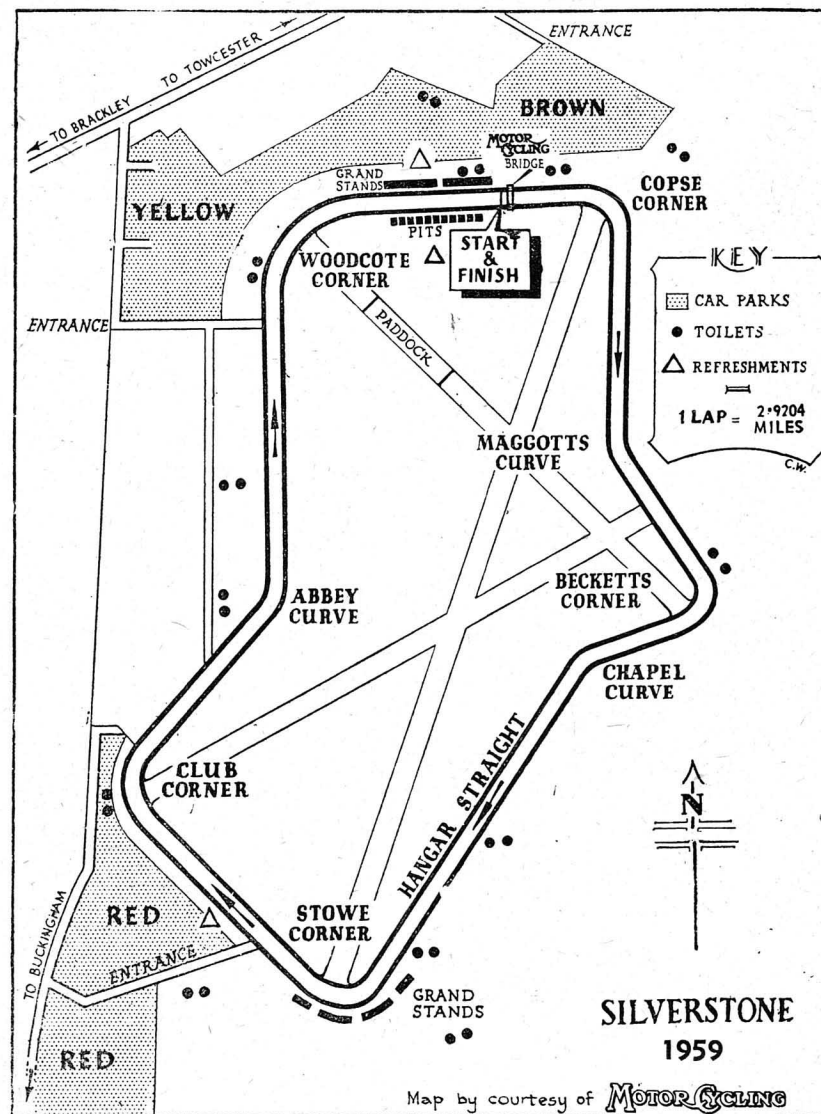 TO BRACKLEY
TO TOWCESTER
ENTRANCE
BROWN
MOTOR
CYCLING
BRIDGE
GRAND
STANDS
COPSE
CORNER
YELLOW
PITS
START
&
FINISH
WOODCOTE
CORNER
KEY
CAR PARKS
TOILETS
REFRESHMENTS
1 LAP = 2·9204
MILES
C.W.
ENTRANCE
PADDOCK
MAGGOTTS
CURVE
BECKETTS
CORNER
ABBEY
CURVE
CHAPEL
CURVE
CLUB
CORNER
HANGAR STRAIGHT
N
RED
STOWE
CORNER
TO BUCKINGHAM
ENTRANCE
GRAND
STANDS
RED
SILVERSTONE
1959
Map by courtesy of MOTOR CYCLING